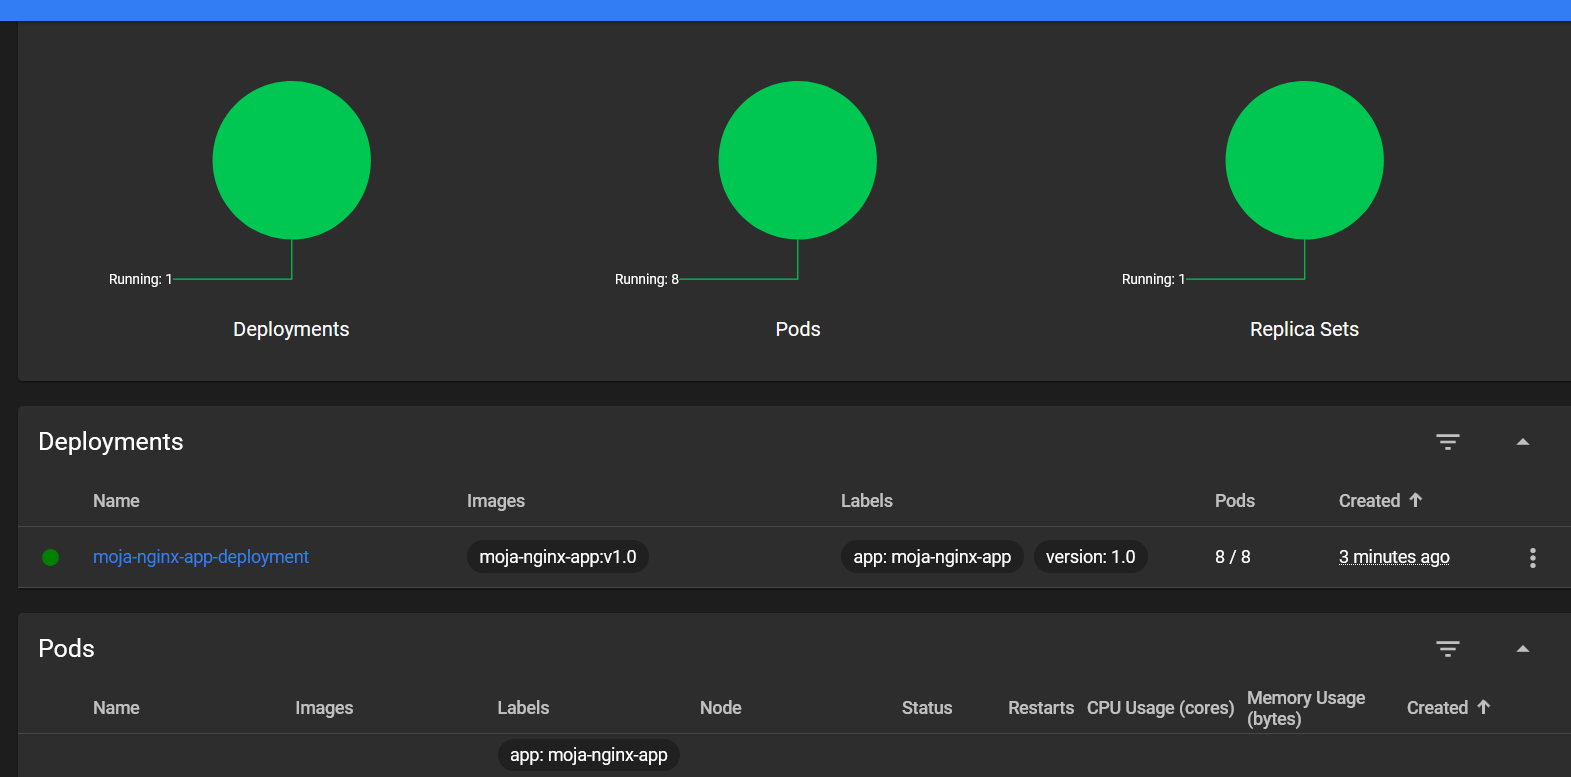 Running: 1
Running: 8
Running: 1
Deployments
Pods
Replica Sets
Deployments
Name Images Labels Pods Created
moja-nginx-app-deployment moja-nginx-app:v1.0 app: moja-nginx-app version: 1.0 8 / 8 3 minutes ago
Pods
Name Images Labels Node Status Restarts CPU Usage (cores) Memory Usage
(bytes) Created
app: moja-nginx-app